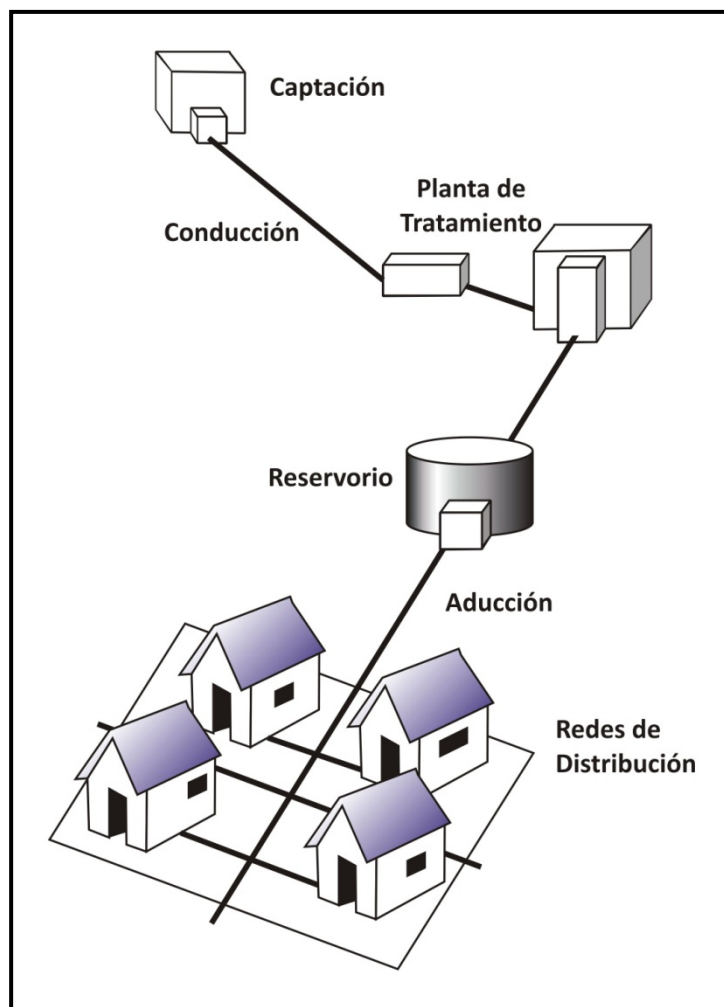 Captación
Planta de
Tratamiento
Conducción
Reservorio
Aducción
Redes de
Distribución